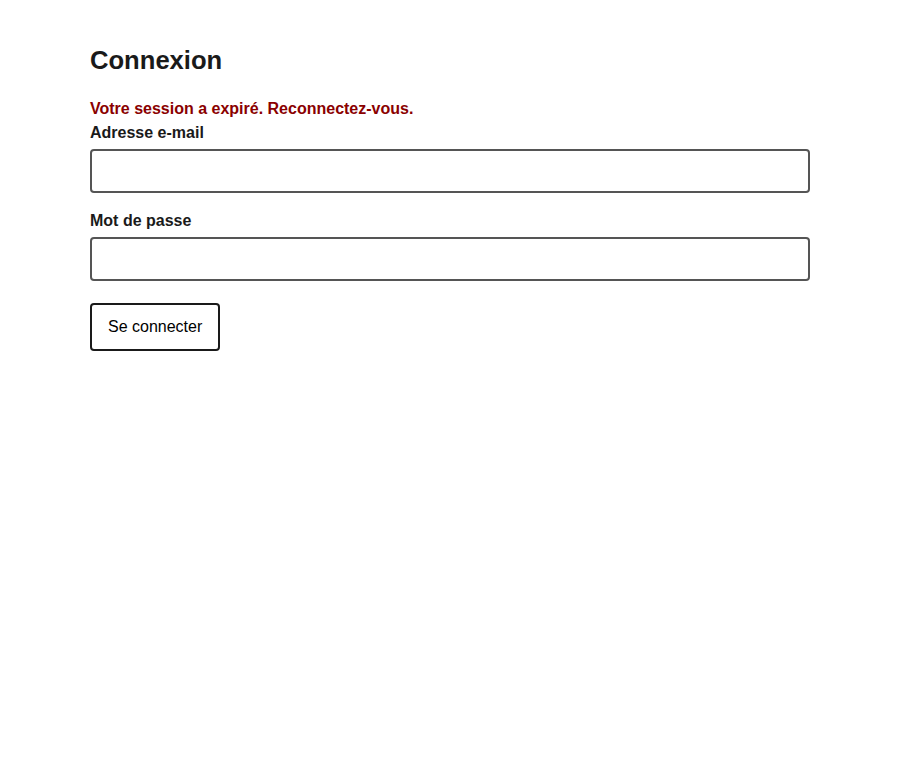 Connexion
Votre session a expiré. Reconnectez-vous.
Adresse e-mail
Mot de passe
Se connecter